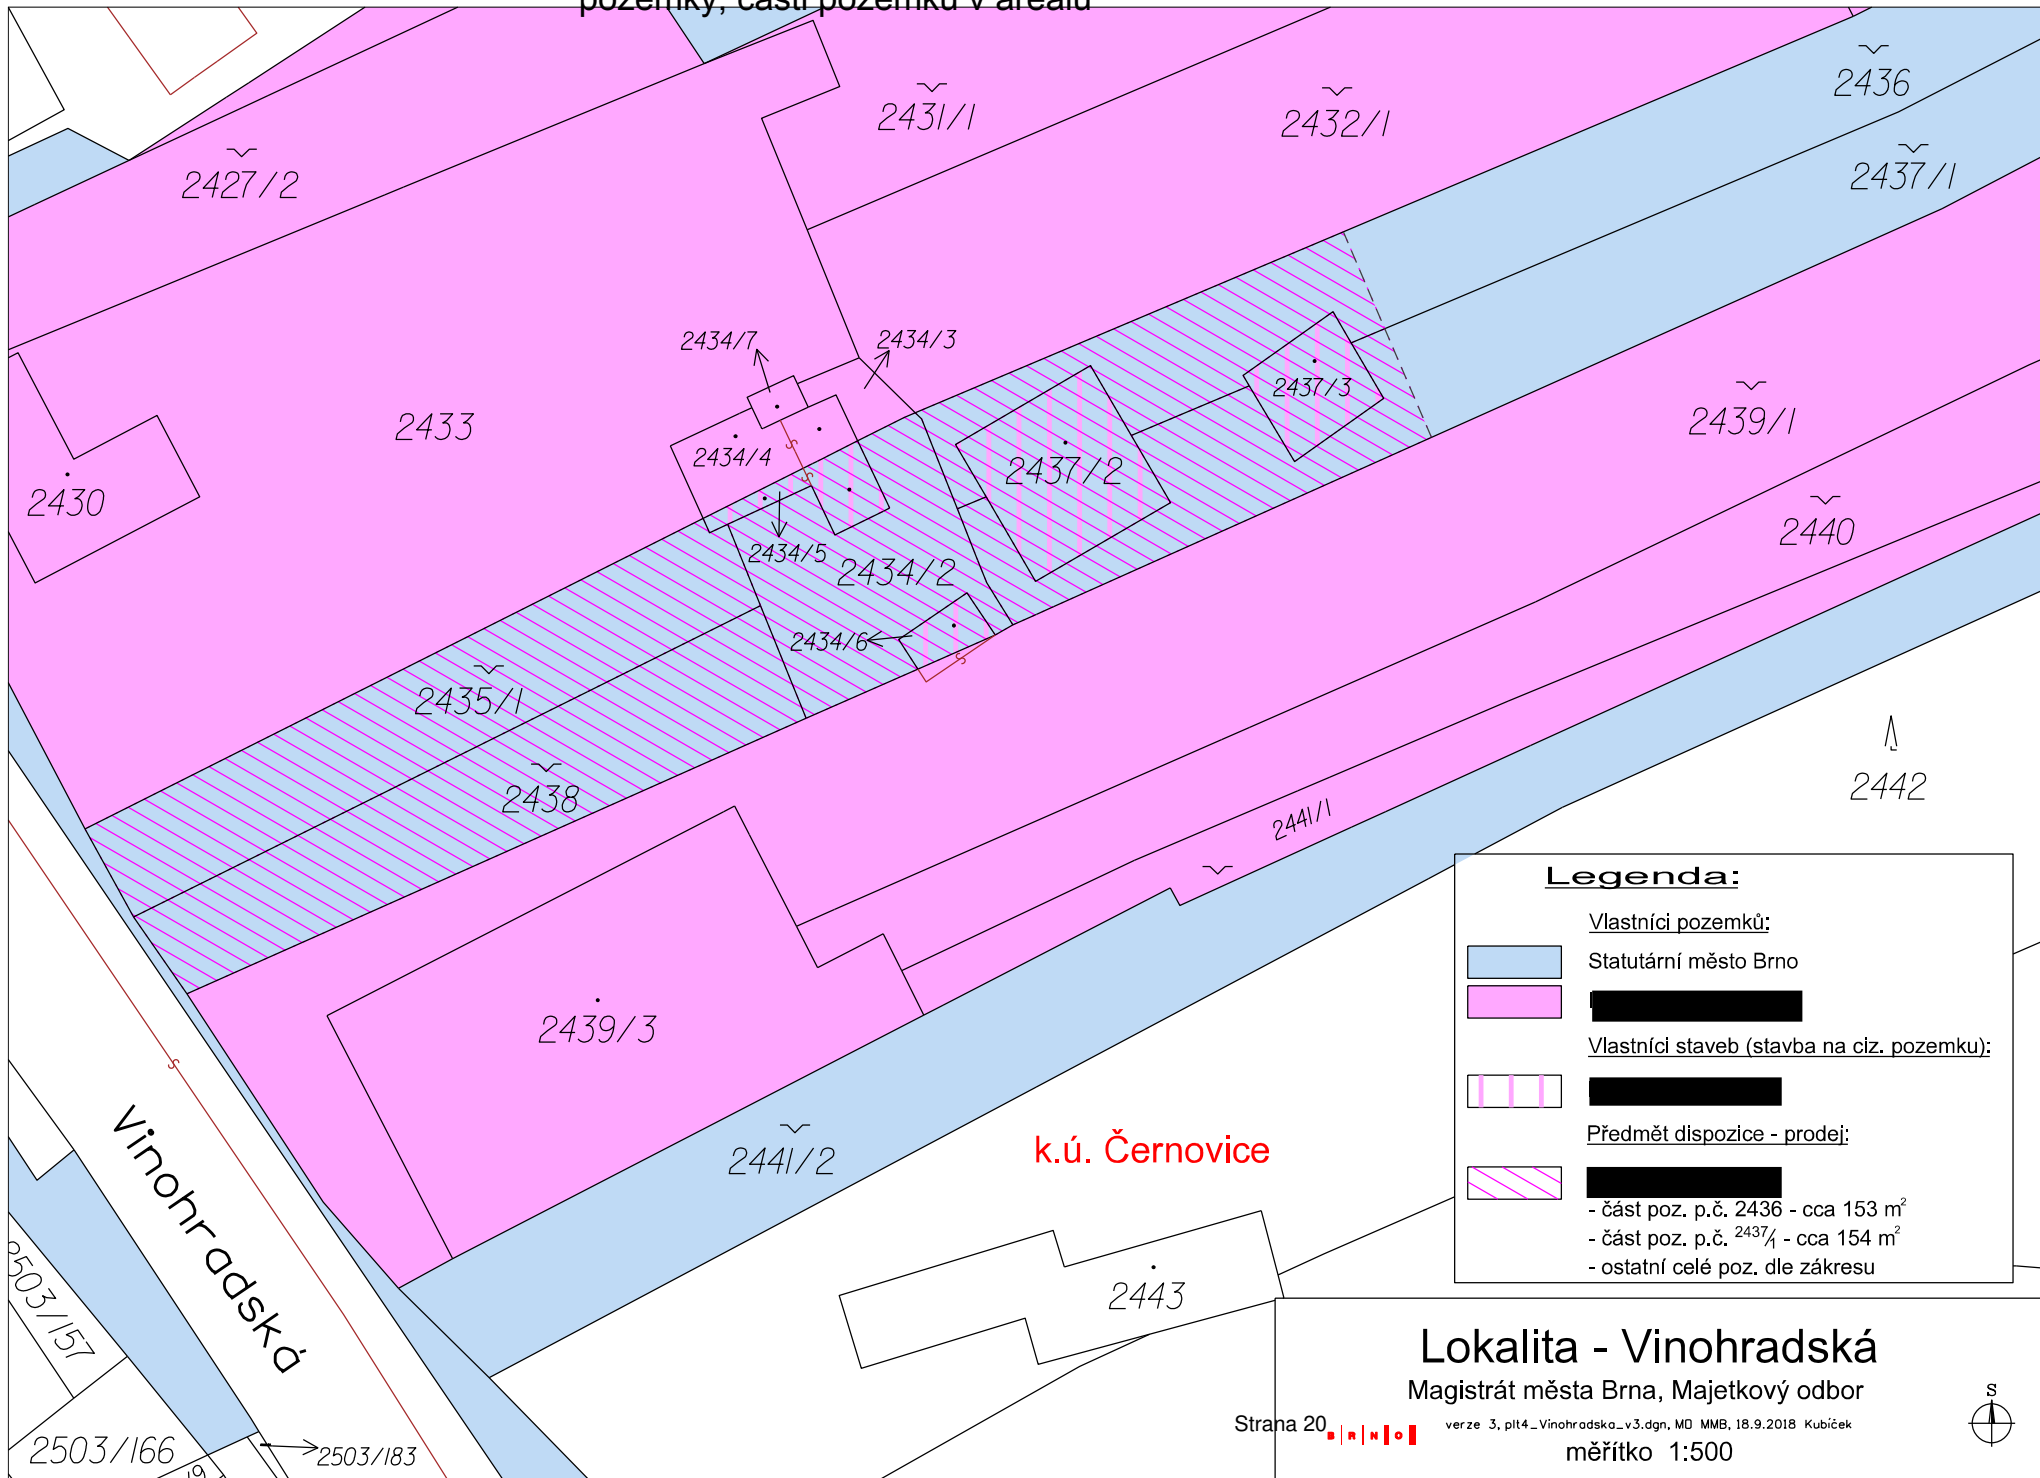 pozemky, části pozemků v areálu
2436
2431/1
2432/1
2437/1
2427/2
2434/7
2434/3
2437/3
2433
2439/1
2434/4
2437/2
2430
2440
2434/5
2434/2
2434/6
2435/1
2438
2442
2441/1
2439/3
2441/2
k.ú. Černovice
Vinohradská
2443
2503/157
2503/166
2503/183
Legenda:
Vlastníci pozemků:
Statutární město Brno
Vlastníci staveb (stavba na ciz. pozemku):
Předmět dispozice - prodej:
- část poz. p.č. 2436 - cca 153 m²
- část poz. p.č. 2437/1 - cca 154 m²
- ostatní celé poz. dle zákresu
Lokalita - Vinohradská
Magistrát města Brna, Majetkový odbor
Strana 20
B R N O
verze 3, plt4_Vinohradska_v3.dgn, MO MMB, 18.9.2018 Kubíček
měřítko 1:500
S